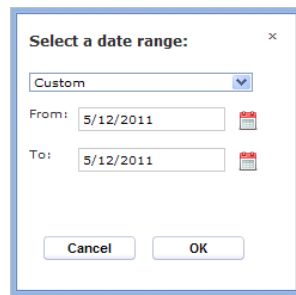 Select a date range:
Custom
From: 5/12/2011
To: 5/12/2011
Cancel OK